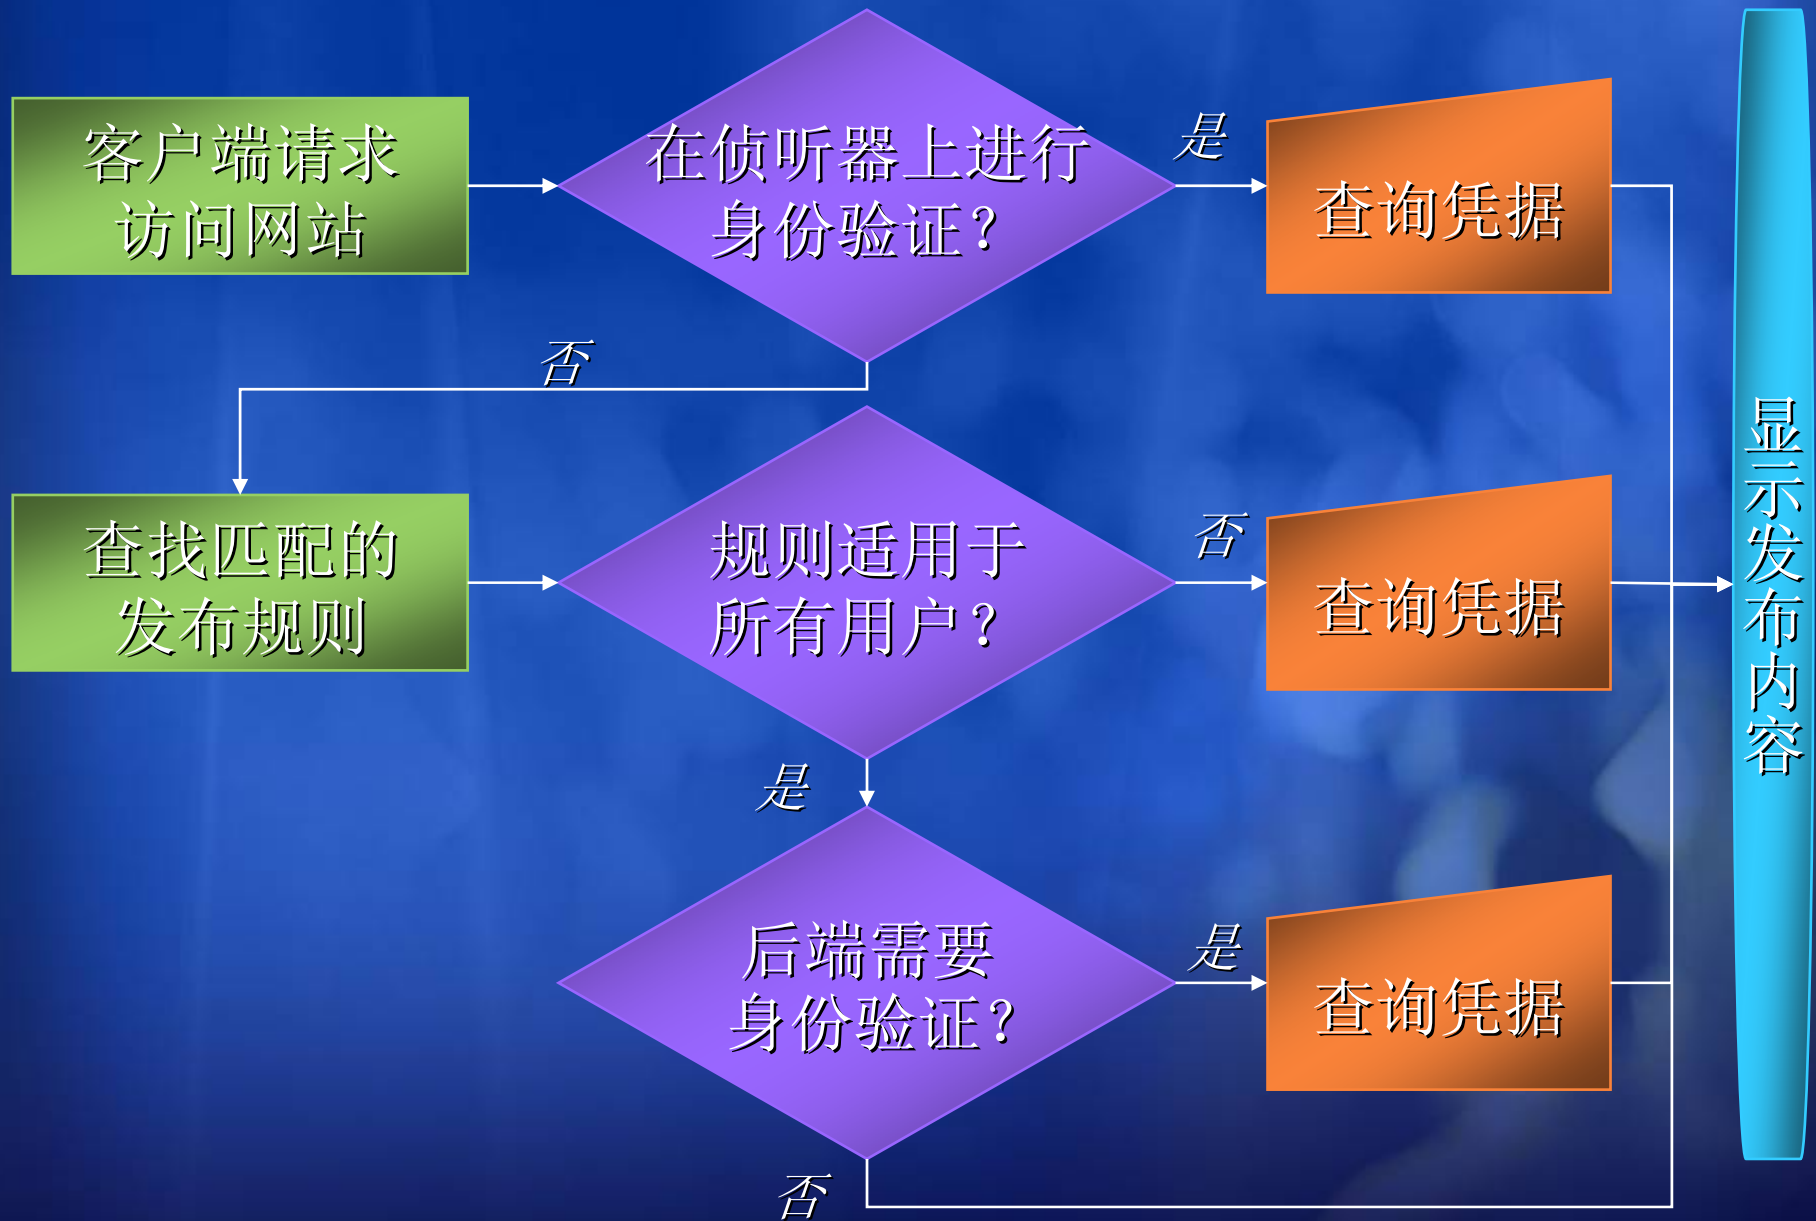 客户端请求
访问网站
在侦听器上进行
身份验证？
是
查询凭据
否
查找匹配的
发布规则
规则适用于
所有用户？
否
查询凭据
是
后端需要
身份验证？
是
查询凭据
否
显示发布内容